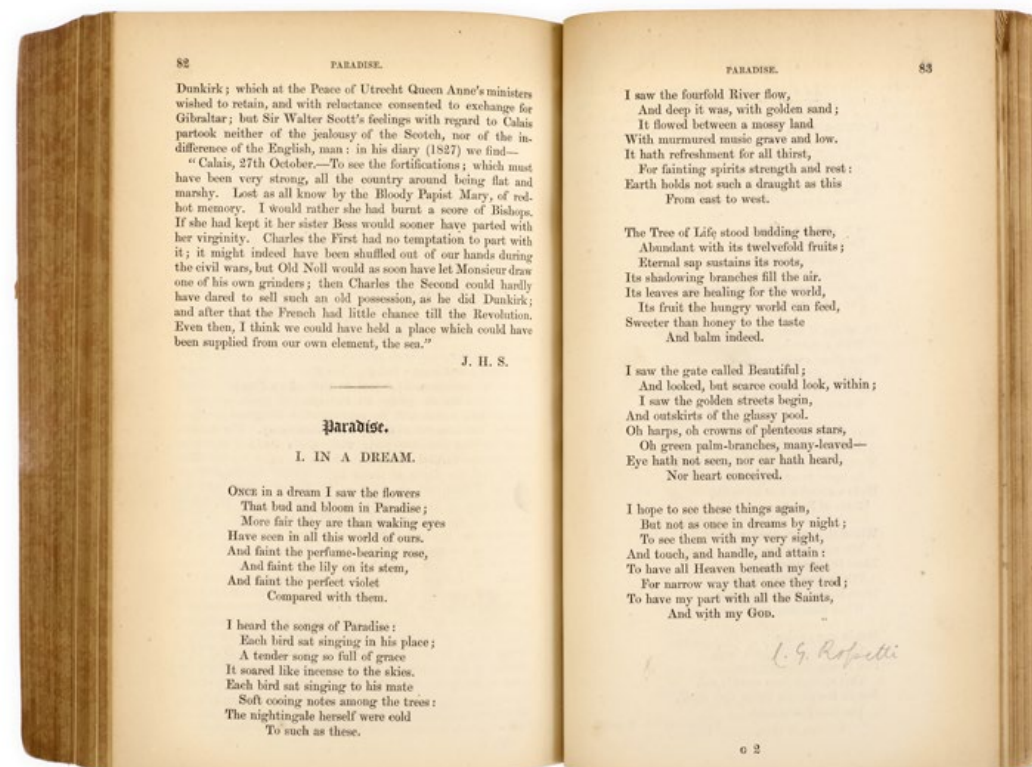 82
PARADISE.
Dunkirk; which at the Peace of Utrecht Queen Anne's ministers
wished to retain, and with reluctance consented to exchange for
Gibraltar; but Sir Walter Scott's feelings with regard to Calais
partook neither of the jealousy of the Scotch, nor of the in-
difference of the English, man: in his diary (1827) we find—
"Calais, 27th October.—To see the fortifications; which must
have been very strong, all the country around being flat and
marshy. Lost as all know by the Bloody Papist Mary, of red-
hot memory. I would rather she had burnt a score of Bishops.
If she had kept it her sister Bess would sooner have parted with
her virginity. Charles the First had no temptation to part with
it; it might indeed have been shuffled out of our hands during
the civil wars, but Old Noll would as soon have let Monsieur draw
one of his own grinders; then Charles the Second could hardly
have dared to sell such an old possession, as he did Dunkirk;
and after that the French had little chance till the Revolution.
Even then, I think we could have held a place which could have
been supplied from our own element, the sea."
J. H. S.
Paradise.
I. IN A DREAM.
ONCE in a dream I saw the flowers
That bud and bloom in Paradise;
More fair they are than waking eyes
Have seen in all this world of ours.
And faint the perfume-bearing rose,
And faint the lily on its stem,
And faint the perfect violet
Compared with them.
I heard the songs of Paradise:
Each bird sat singing in his place;
A tender song so full of grace
It soared like incense to the skies.
Each bird sat singing to his mate
Soft cooing notes among the trees:
The nightingale herself were cold
To such as these.
PARADISE.
83
I saw the fourfold River flow,
And deep it was, with golden sand;
It flowed between a mossy land
With murmured music grave and low.
It hath refreshment for all thirst,
For fainting spirits strength and rest:
Earth holds not such a draught as this
From east to west.
The Tree of Life stood budding there,
Abundant with its twelvefold fruits;
Eternal sap sustains its roots,
Its shadowing branches fill the air.
Its leaves are healing for the world,
Its fruit the hungry world can feed,
Sweeter than honey to the taste
And balm indeed.
I saw the gate called Beautiful;
And looked, but scarce could look, within;
I saw the golden streets begin,
And outskirts of the glassy pool.
Oh harps, oh crowns of plenteous stars,
Oh green palm-branches, many-leaved—
Eye hath not seen, nor ear hath heard,
Nor heart conceived.
I hope to see these things again,
But not as once in dreams by night;
To see them with my very sight,
And touch, and handle, and attain:
To have all Heaven beneath my feet
For narrow way that once they trod;
To have my part with all the Saints,
And with my GOD.
C. G. Rossetti
G 2